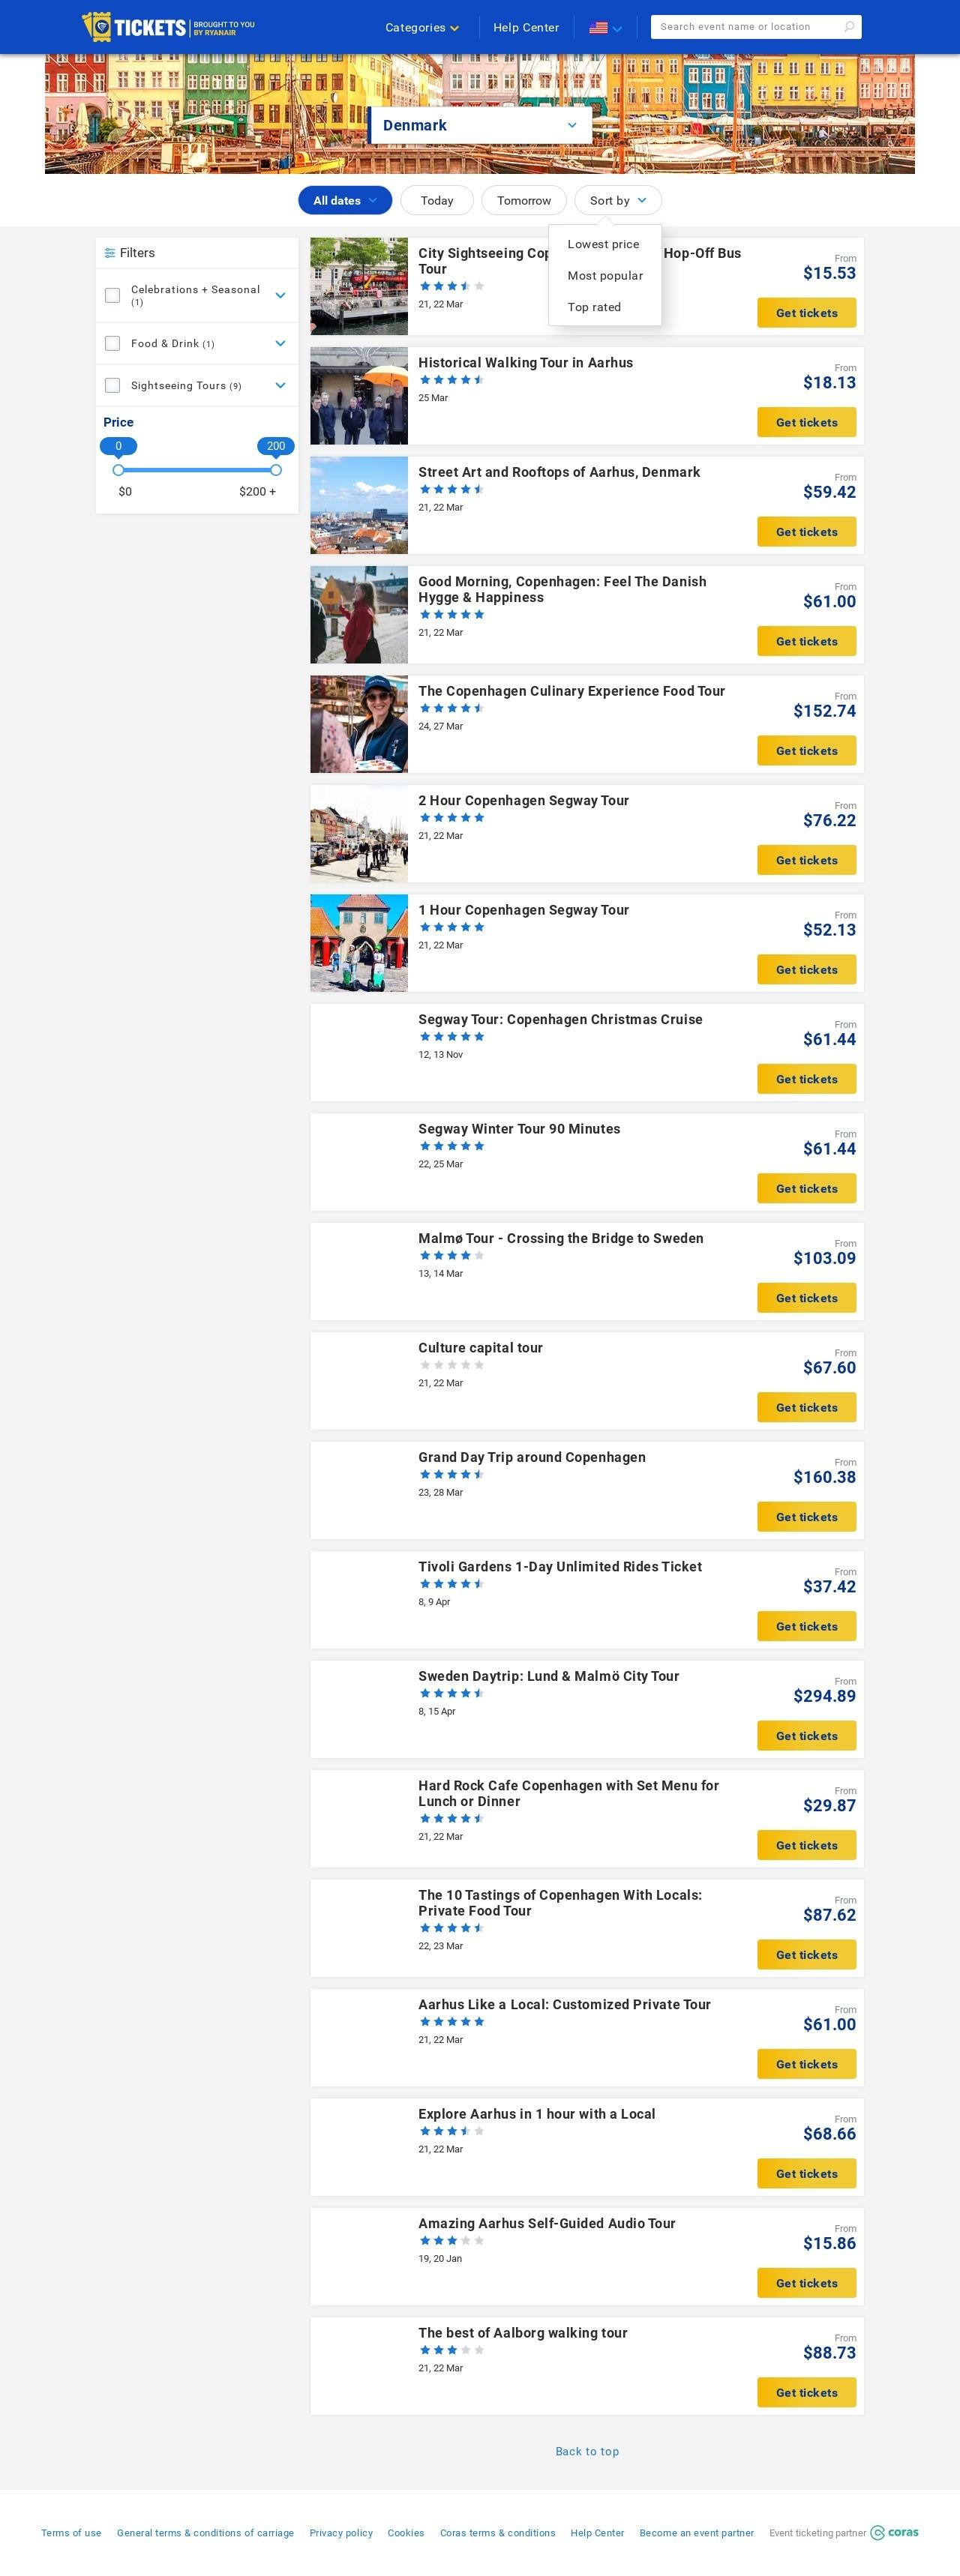 TICKETS
BROUGHT TO YOU
BY RYANAIR
Categories
Help Center
Search event name or location
Denmark
All dates
Today
Tomorrow
Sort by
Lowest price
Most popular
Top rated
Filters
Celebrations + Seasonal
(1)
Food & Drink (1)
Sightseeing Tours (9)
Price
0
200
$0
$200 +
City Sightseeing Hop-Off Bus
Tour
21, 22 Mar
From
$15.53
Get tickets
Historical Walking Tour in Aarhus
25 Mar
From
$18.13
Get tickets
Street Art and Rooftops of Aarhus, Denmark
21, 22 Mar
From
$59.42
Get tickets
Good Morning, Copenhagen: Feel The Danish
Hygge & Happiness
21, 22 Mar
From
$61.00
Get tickets
The Copenhagen Culinary Experience Food Tour
24, 27 Mar
From
$152.74
Get tickets
2 Hour Copenhagen Segway Tour
21, 22 Mar
From
$76.22
Get tickets
1 Hour Copenhagen Segway Tour
21, 22 Mar
From
$52.13
Get tickets
Segway Tour: Copenhagen Christmas Cruise
12, 13 Nov
From
$61.44
Get tickets
Segway Winter Tour 90 Minutes
22, 25 Mar
From
$61.44
Get tickets
Malmø Tour - Crossing the Bridge to Sweden
13, 14 Mar
From
$103.09
Get tickets
Culture capital tour
21, 22 Mar
From
$67.60
Get tickets
Grand Day Trip around Copenhagen
23, 28 Mar
From
$160.38
Get tickets
Tivoli Gardens 1-Day Unlimited Rides Ticket
8, 9 Apr
From
$37.42
Get tickets
Sweden Daytrip: Lund & Malmö City Tour
8, 15 Apr
From
$294.89
Get tickets
Hard Rock Cafe Copenhagen with Set Menu for
Lunch or Dinner
21, 22 Mar
From
$29.87
Get tickets
The 10 Tastings of Copenhagen With Locals:
Private Food Tour
22, 23 Mar
From
$87.62
Get tickets
Aarhus Like a Local: Customized Private Tour
21, 22 Mar
From
$61.00
Get tickets
Explore Aarhus in 1 hour with a Local
21, 22 Mar
From
$68.66
Get tickets
Amazing Aarhus Self-Guided Audio Tour
19, 20 Jan
From
$15.86
Get tickets
The best of Aalborg walking tour
21, 22 Mar
From
$88.73
Get tickets
Back to top
Terms of use
General terms & conditions of carriage
Privacy policy
Cookies
Coras terms & conditions
Help Center
Become an event partner
Event ticketing partner
coras